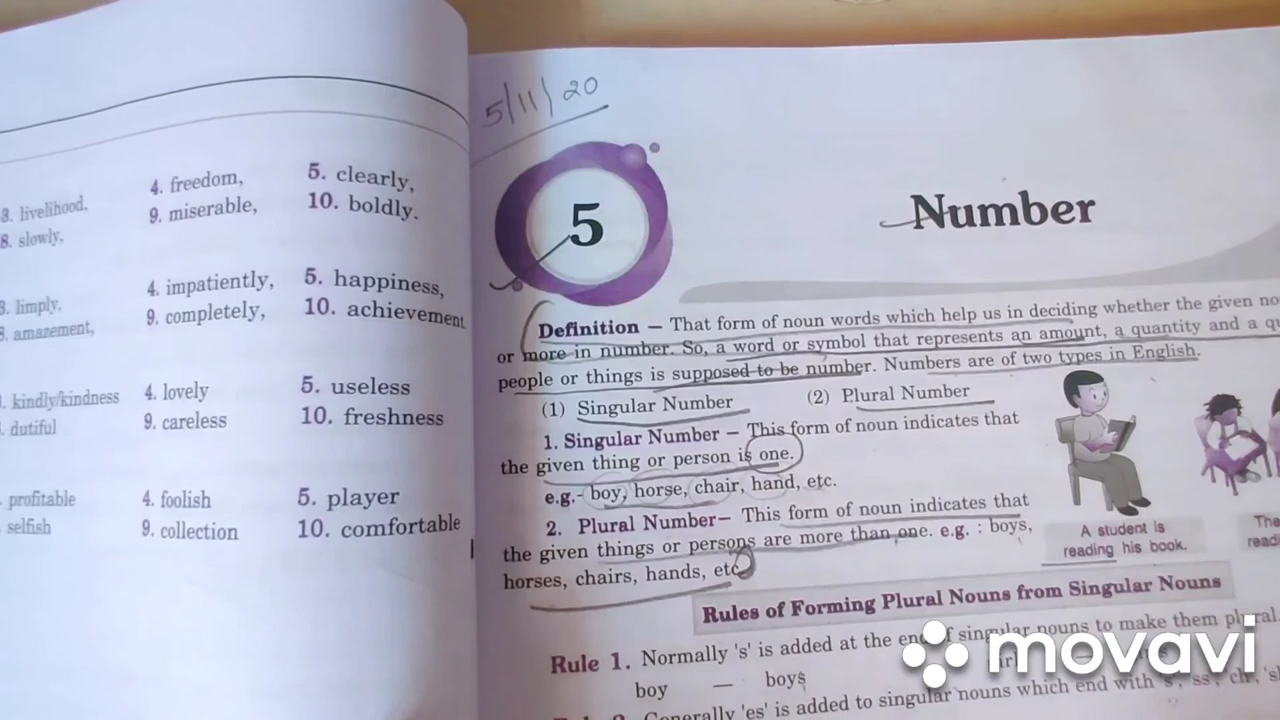 3. livelihood, 4. freedom, 5. clearly,
8. slowly, 9. miserable, 10. boldly.
3. limply, 4. impatiently, 5. happiness,
8. amazement, 9. completely, 10. achievement
kindly/kindness 4. lovely 5. useless
dutiful 9. careless 10. freshness
profitable 4. foolish 5. player
selfish 9. collection 10. comfortable
5/11/20
5
Number
Definition – That form of noun words which help us in deciding whether the given
or more in number. So, a word or symbol that represents an amount, a quantity and a
people or things is supposed to be number. Numbers are of two types in English.
(1) Singular Number (2) Plural Number
1. Singular Number – This form of noun indicates that
the given thing or person is one.
e.g.- boy, horse, chair, hand, etc.
2. Plural Number– This form of noun indicates that
the given things or persons are more than one. e.g. : boys,
horses, chairs, hands, etc
A student is
reading his book.
Rules of Forming Plural Nouns from Singular Nouns
Rule 1. Normally 's' is added at the end of singular nouns to make them plural.
boy — boys
Generally 'es' is added to singular nouns which end with 's', 'ss', 'ch',
movavi